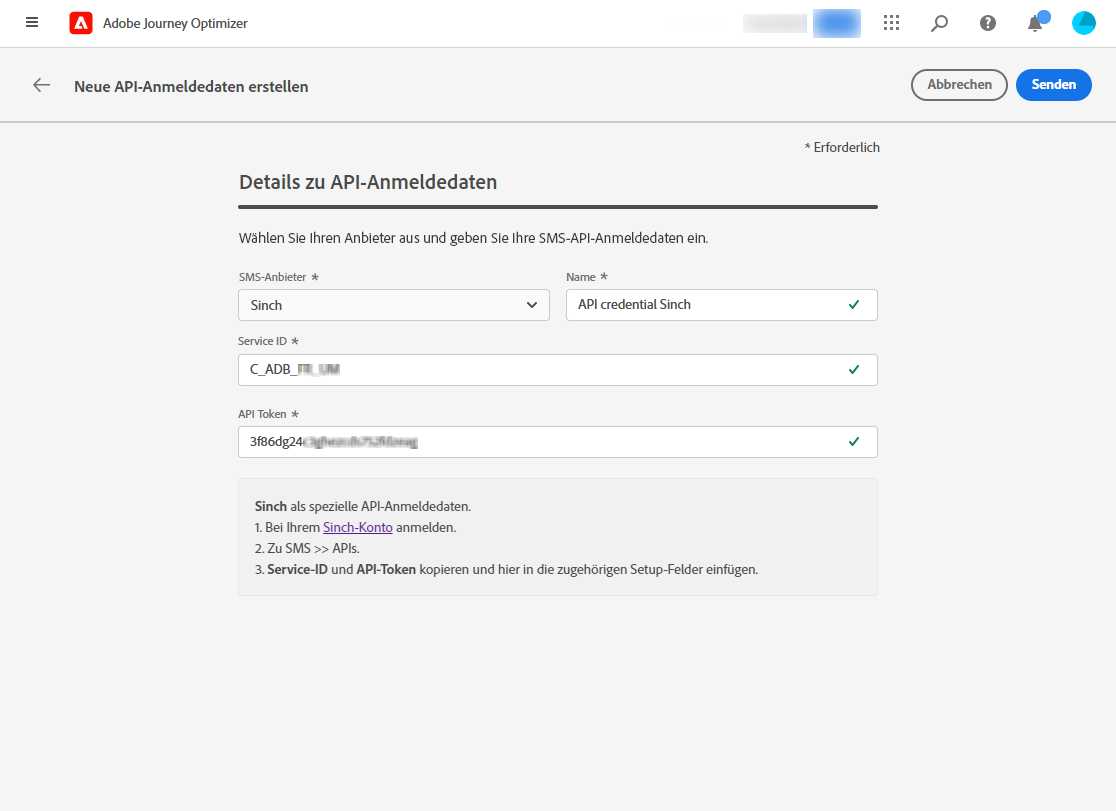 Adobe Journey Optimizer
Neue API-Anmeldedaten erstellen
Abbrechen
Senden
* Erforderlich
Details zu API-Anmeldedaten
Wählen Sie Ihren Anbieter aus und geben Sie Ihre SMS-API-Anmeldedaten ein.
SMS-Anbieter *
Name *
Sinch
API credential Sinch
Service ID *
C_ADB_
API Token *
3f86dg24
Sinch als spezielle API-Anmeldedaten.
1. Bei Ihrem Sinch-Konto anmelden.
2. Zu SMS >> APIs.
3. Service-ID und API-Token kopieren und hier in die zugehörigen Setup-Felder einfügen.